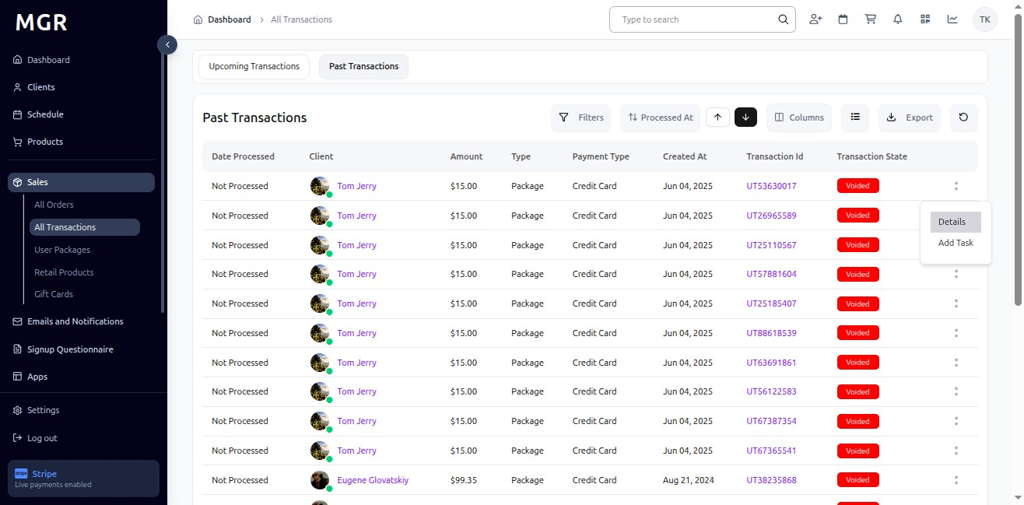 MGR
Dashboard
Clients
Schedule
Products
Sales
All Orders
All Transactions
User Packages
Retail Products
Gift Cards
Emails and Notifications
Signup Questionnaire
Apps
Settings
Log out
stripe Stripe
Live payments enabled
Dashboard > All Transactions
Type to search
TK
Upcoming Transactions Past Transactions
Past Transactions Filters Processed At Columns Export
Date Processed Client Amount Type Payment Type Created At Transaction Id Transaction State
Not Processed Tom Jerry $15.00 Package Credit Card Jun 04, 2025 UT53630017 Voided
Not Processed Tom Jerry $15.00 Package Credit Card Jun 04, 2025 UT26965589 Voided
Details
Not Processed Tom Jerry $15.00 Package Credit Card Jun 04, 2025 UT25110567 Voided
Add Task
Not Processed Tom Jerry $15.00 Package Credit Card Jun 04, 2025 UT57881604 Voided
Not Processed Tom Jerry $15.00 Package Credit Card Jun 04, 2025 UT25185407 Voided
Not Processed Tom Jerry $15.00 Package Credit Card Jun 04, 2025 UT88618539 Voided
Not Processed Tom Jerry $15.00 Package Credit Card Jun 04, 2025 UT63691861 Voided
Not Processed Tom Jerry $15.00 Package Credit Card Jun 04, 2025 UT56122583 Voided
Not Processed Tom Jerry $15.00 Package Credit Card Jun 04, 2025 UT67387354 Voided
Not Processed Tom Jerry $15.00 Package Credit Card Jun 04, 2025 UT67365541 Voided
Not Processed Eugene Glovatskiy $99.35 Package Credit Card Aug 21, 2024 UT38235868 Voided